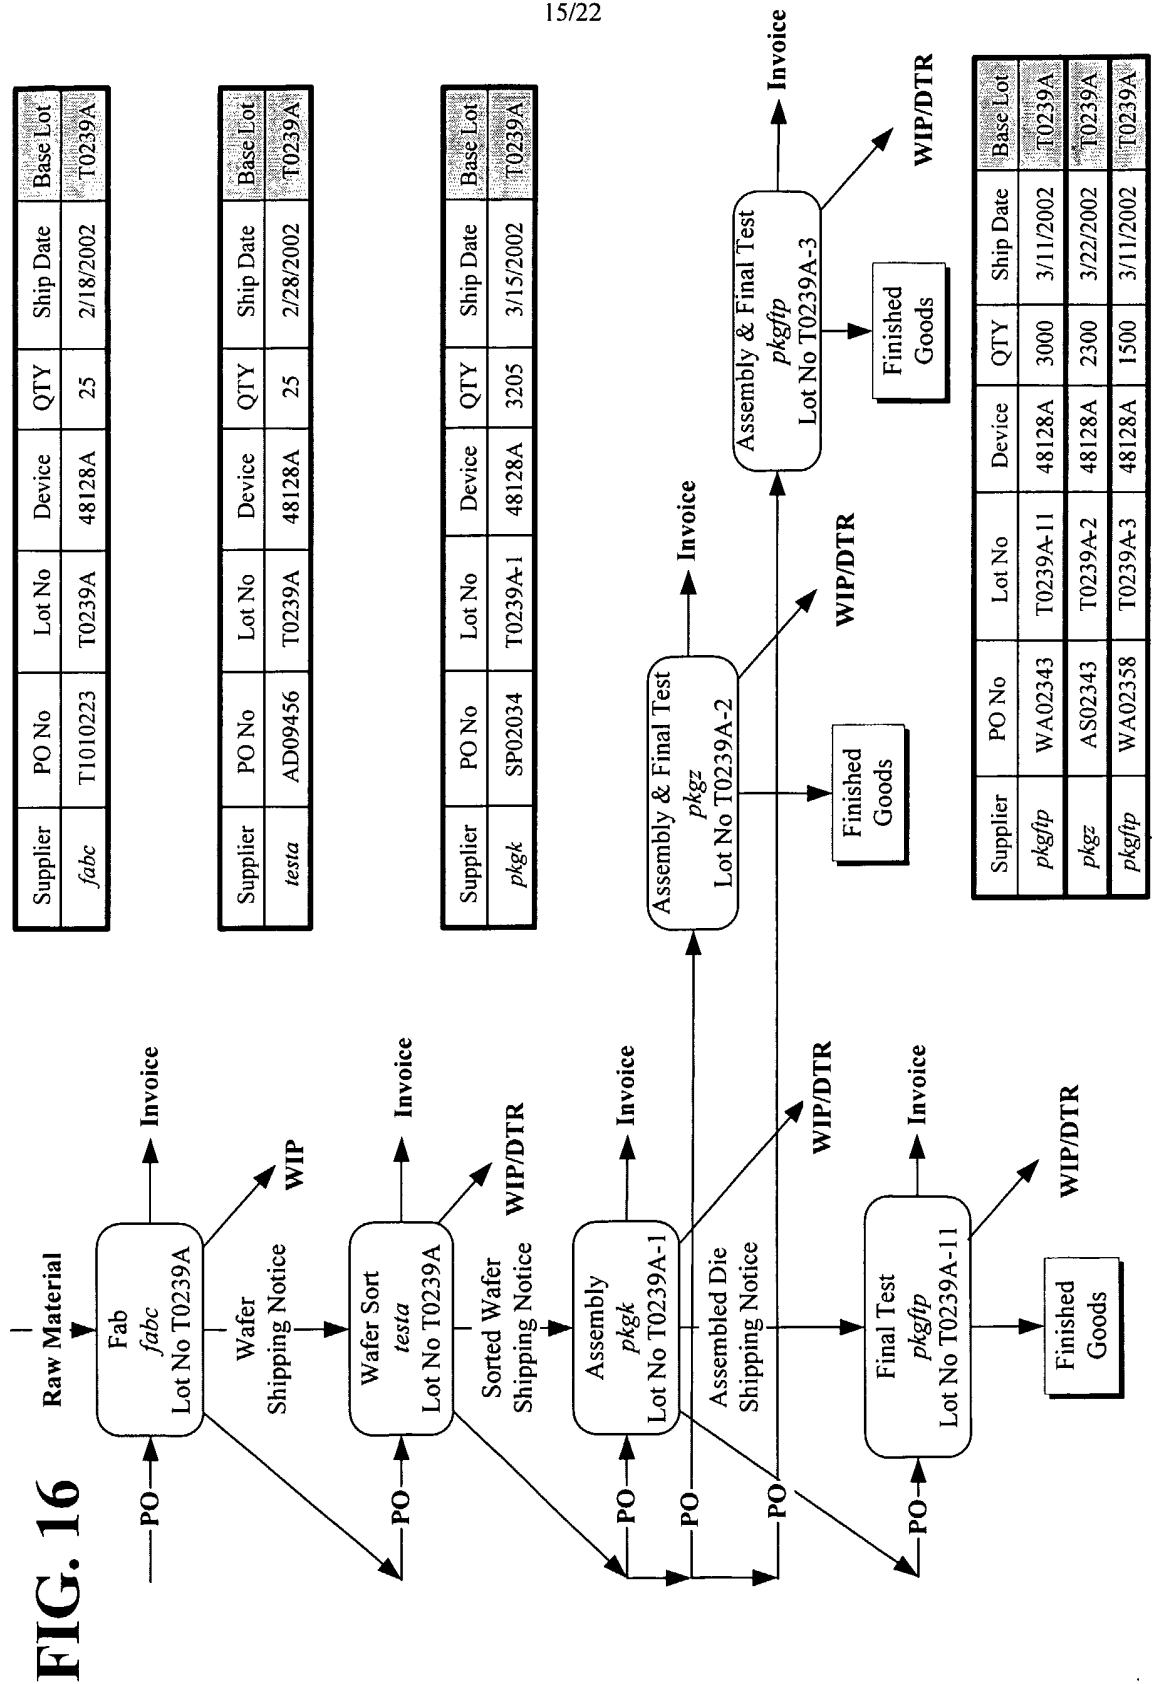 15/22
FIG. 16
Raw Material
PO
Fab
fabc
Lot No T0239A
Invoice
WIP
Wafer
Shipping Notice
PO
Wafer Sort
testa
Lot No T0239A
Invoice
WIP/DTR
Sorted Wafer
Shipping Notice
PO
Assembly
pkgk
Lot No T0239A-1
Invoice
WIP/DTR
Assembled Die
Shipping Notice
PO
Assembly & Final Test
pkgz
Lot No T0239A-2
Invoice
WIP/DTR
Finished
Goods
PO
Assembly & Final Test
pkgftp
Lot No T0239A-3
Invoice
WIP/DTR
Finished
Goods
PO
Final Test
pkgftp
Lot No T0239A-11
Invoice
WIP/DTR
Finished
Goods
Supplier PO No Lot No Device QTY Ship Date Base Lot
fabc T1010223 T0239A 48128A 25 2/18/2002 T0239A
Supplier PO No Lot No Device QTY Ship Date Base Lot
testa AD09456 T0239A 48128A 25 2/28/2002 T0239A
Supplier PO No Lot No Device QTY Ship Date Base Lot
pkgk SP02034 T0239A-1 48128A 3205 3/15/2002 T0239A
Supplier PO No Lot No Device QTY Ship Date Base Lot
pkgftp WA02343 T0239A-11 48128A 3000 3/11/2002 T0239A
pkgz AS02343 T0239A-2 48128A 2300 3/22/2002 T0239A
pkgftp WA02358 T0239A-3 48128A 1500 3/11/2002 T0239A